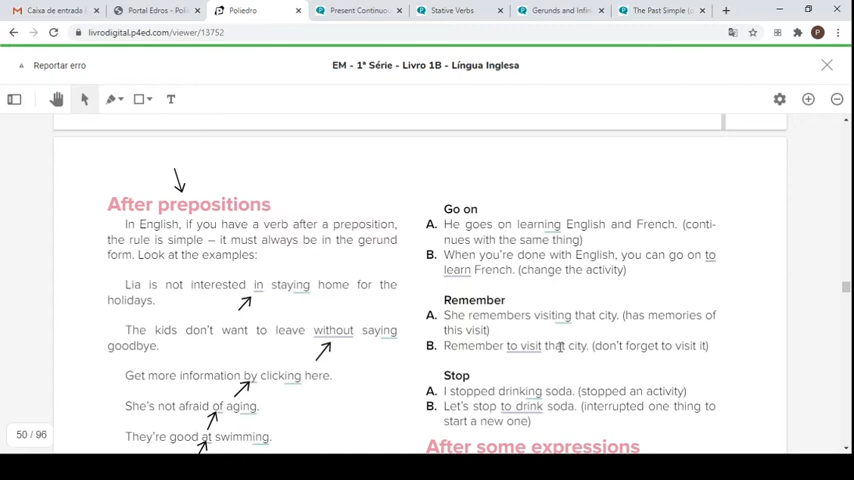 Caixa de entrada (
Portal Edros - Poli
Poliedro
Present Continuo
Stative Verbs
Gerunds and Infin
The Past Simple (o
livrodigital.p4ed.com/viewer/13752
P
Reportar erro
EM - 1ª Série - Livro 1B - Língua Inglesa
T
After prepositions
In English, if you have a verb after a preposition,
the rule is simple – it must always be in the gerund
form. Look at the examples:
Lia is not interested in staying home for the
holidays.
The kids don't want to leave without saying
goodbye.
Get more information by clicking here.
She's not afraid of aging.
They're good at swimming.
50 / 96
Go on
A. He goes on learning English and French. (conti-
nues with the same thing)
B. When you're done with English, you can go on to
learn French. (change the activity)
Remember
A. She remembers visiting that city. (has memories of
this visit)
B. Remember to visit that city. (don't forget to visit it)
Stop
A. I stopped drinking soda. (stopped an activity)
B. Let's stop to drink soda. (interrupted one thing to
start a new one)
After some expressions